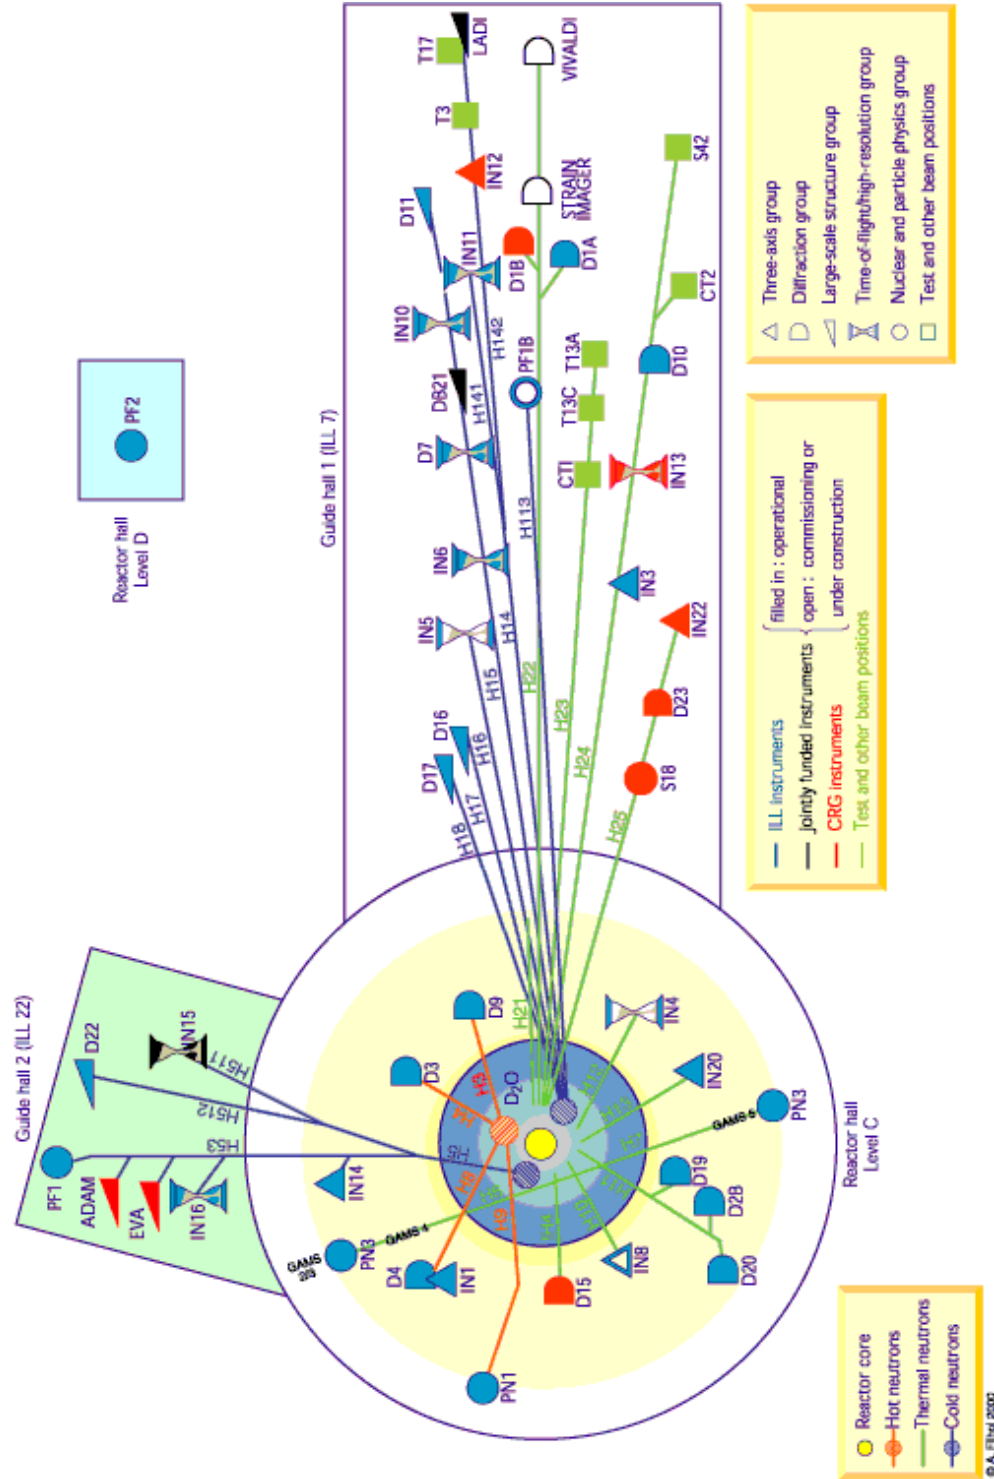 Guide hall 2 (ILL 22)
PF1
ADAM
EVA
IN16
D22
IN15
H511
H512
H53
H5
Reactor hall
Level D
PF2
Guide hall 1 (ILL 7)
T17
LADI
T3
IN12
D11
IN11
IN10
H142
DB21
H141
D7
IN6
IN5
H14
H15
D16
H16
D17
H17
H18
VIVALDI
STRAIN
IMAGER
D1B
D1A
PF1B
H113
H22
T13A
T13C
CT1
H23
S42
CT2
D10
IN13
IN3
H24
IN22
D23
S18
H25
H21
D9
D3
H3
D2O
IN14
GAMS 4
PN3
D4
IN1
H8
H9
PN1
D15
H4
IN8
D20
D2B
D19
GAMS 5
PN3
IN20
IN4
Reactor hall
Level C
Three-axis group
Diffraction group
Large-scale structure group
Time-of-flight/high-resolution group
Nuclear and particle physics group
Test and other beam positions
ILL instruments
jointly funded instruments
CRG instruments
Test and other beam positions
filled in : operational
open : commissioning or
under construction
Reactor core
Hot neutrons
Thermal neutrons
Cold neutrons